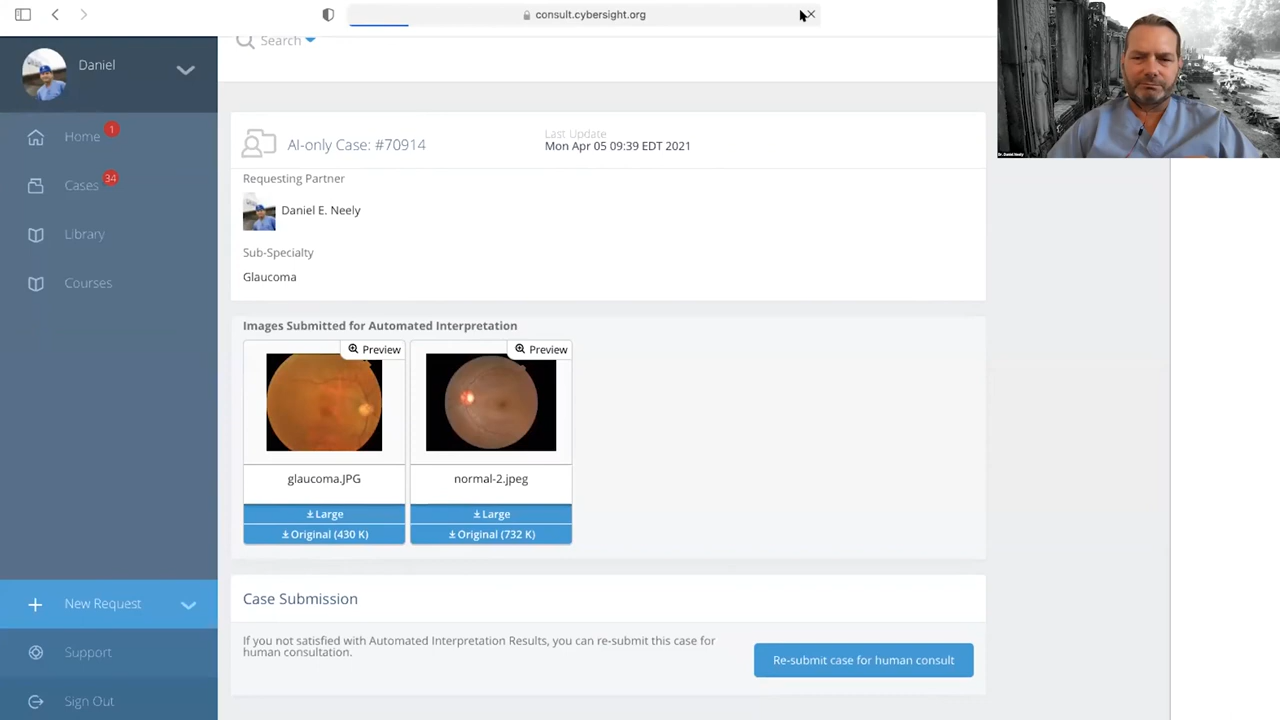 consult.cybersight.org
Daniel
Search
Home 1
Cases 34
Library
Courses
AI-only Case: #70914
Last Update
Mon Apr 05 09:39 EDT 2021
Requesting Partner
Daniel E. Neely
Sub-Specialty
Glaucoma
Images Submitted for Automated Interpretation
Preview
Preview
glaucoma.JPG
normal-2.jpeg
Large
Large
Original (430 K)
Original (732 K)
Case Submission
If you not satisfied with Automated Interpretation Results, you can re-submit this case for
human consultation.
Re-submit case for human consult
New Request
Support
Sign Out
Dr. Daniel Neely